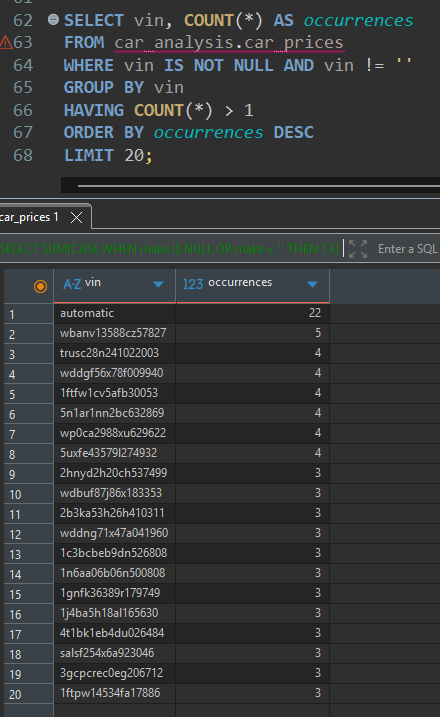 62 SELECT vin, COUNT(*) AS occurrences
63 FROM car_analysis.car_prices
64 WHERE vin IS NOT NULL AND vin != ''
65 GROUP BY vin
66 HAVING COUNT(*) > 1
67 ORDER BY occurrences DESC
68 LIMIT 20;
car_prices 1
SELECT SUM(CASE WHEN make IS NULL OR make = '' THEN 1 El Enter a SQL
A-Z vin 123 occurrences
1 automatic 22
2 wbanv13588cz57827 5
3 trusc28n241022003 4
4 wddgf56x78f009940 4
5 1ftfw1cv5afb30053 4
6 5n1ar1nn2bc632869 4
7 wp0ca2988xu629622 4
8 5uxfe43579l274932 4
9 2hnyd2h20ch537499 3
10 wdbuf87j86x183353 3
11 2b3ka53h26h410311 3
12 wddng71x47a041960 3
13 1c3bcbeb9dn526808 3
14 1n6aa06b06n500808 3
15 1gnfk36389r179749 3
16 1j4ba5h18al165630 3
17 4t1bk1eb4du026484 3
18 salsf254x6a923046 3
19 3gcpcrec0eg206712 3
20 1ftpw14534fa17886 3